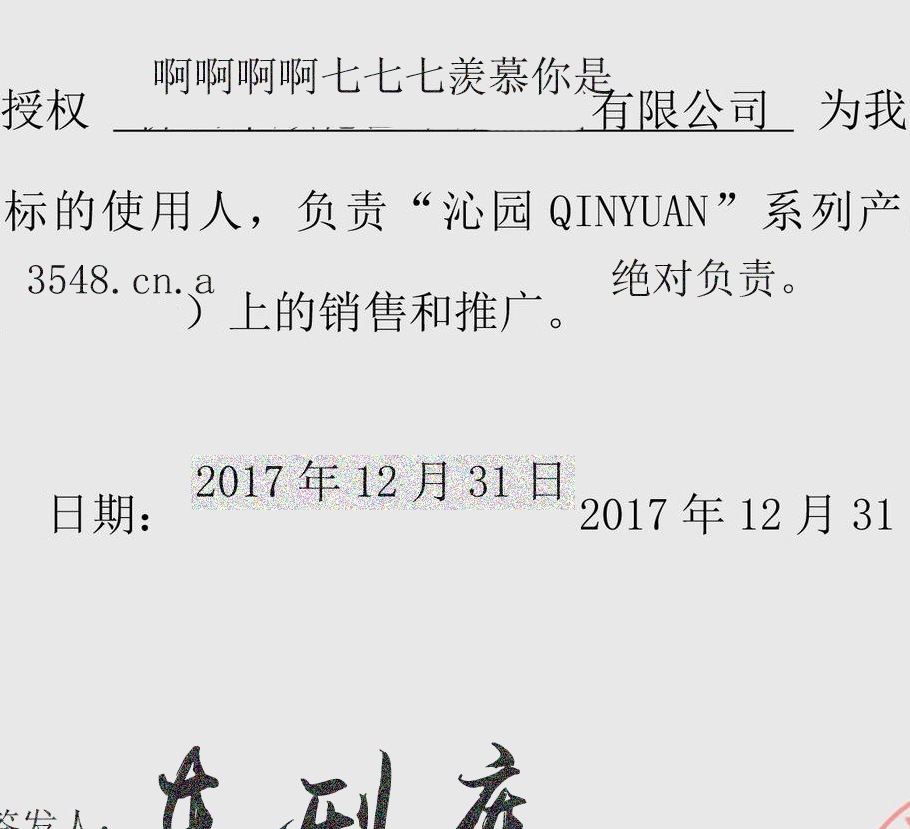 啊啊啊啊七七七羡慕你是
授权 有限公司 为我
标的使用人，负责“沁园 QINYUAN”系列产
3548.cn.a 绝对负责。
）上的销售和推广。
2017 年 12 月 31 日
日期： 2017 年 12 月 31
签发人：